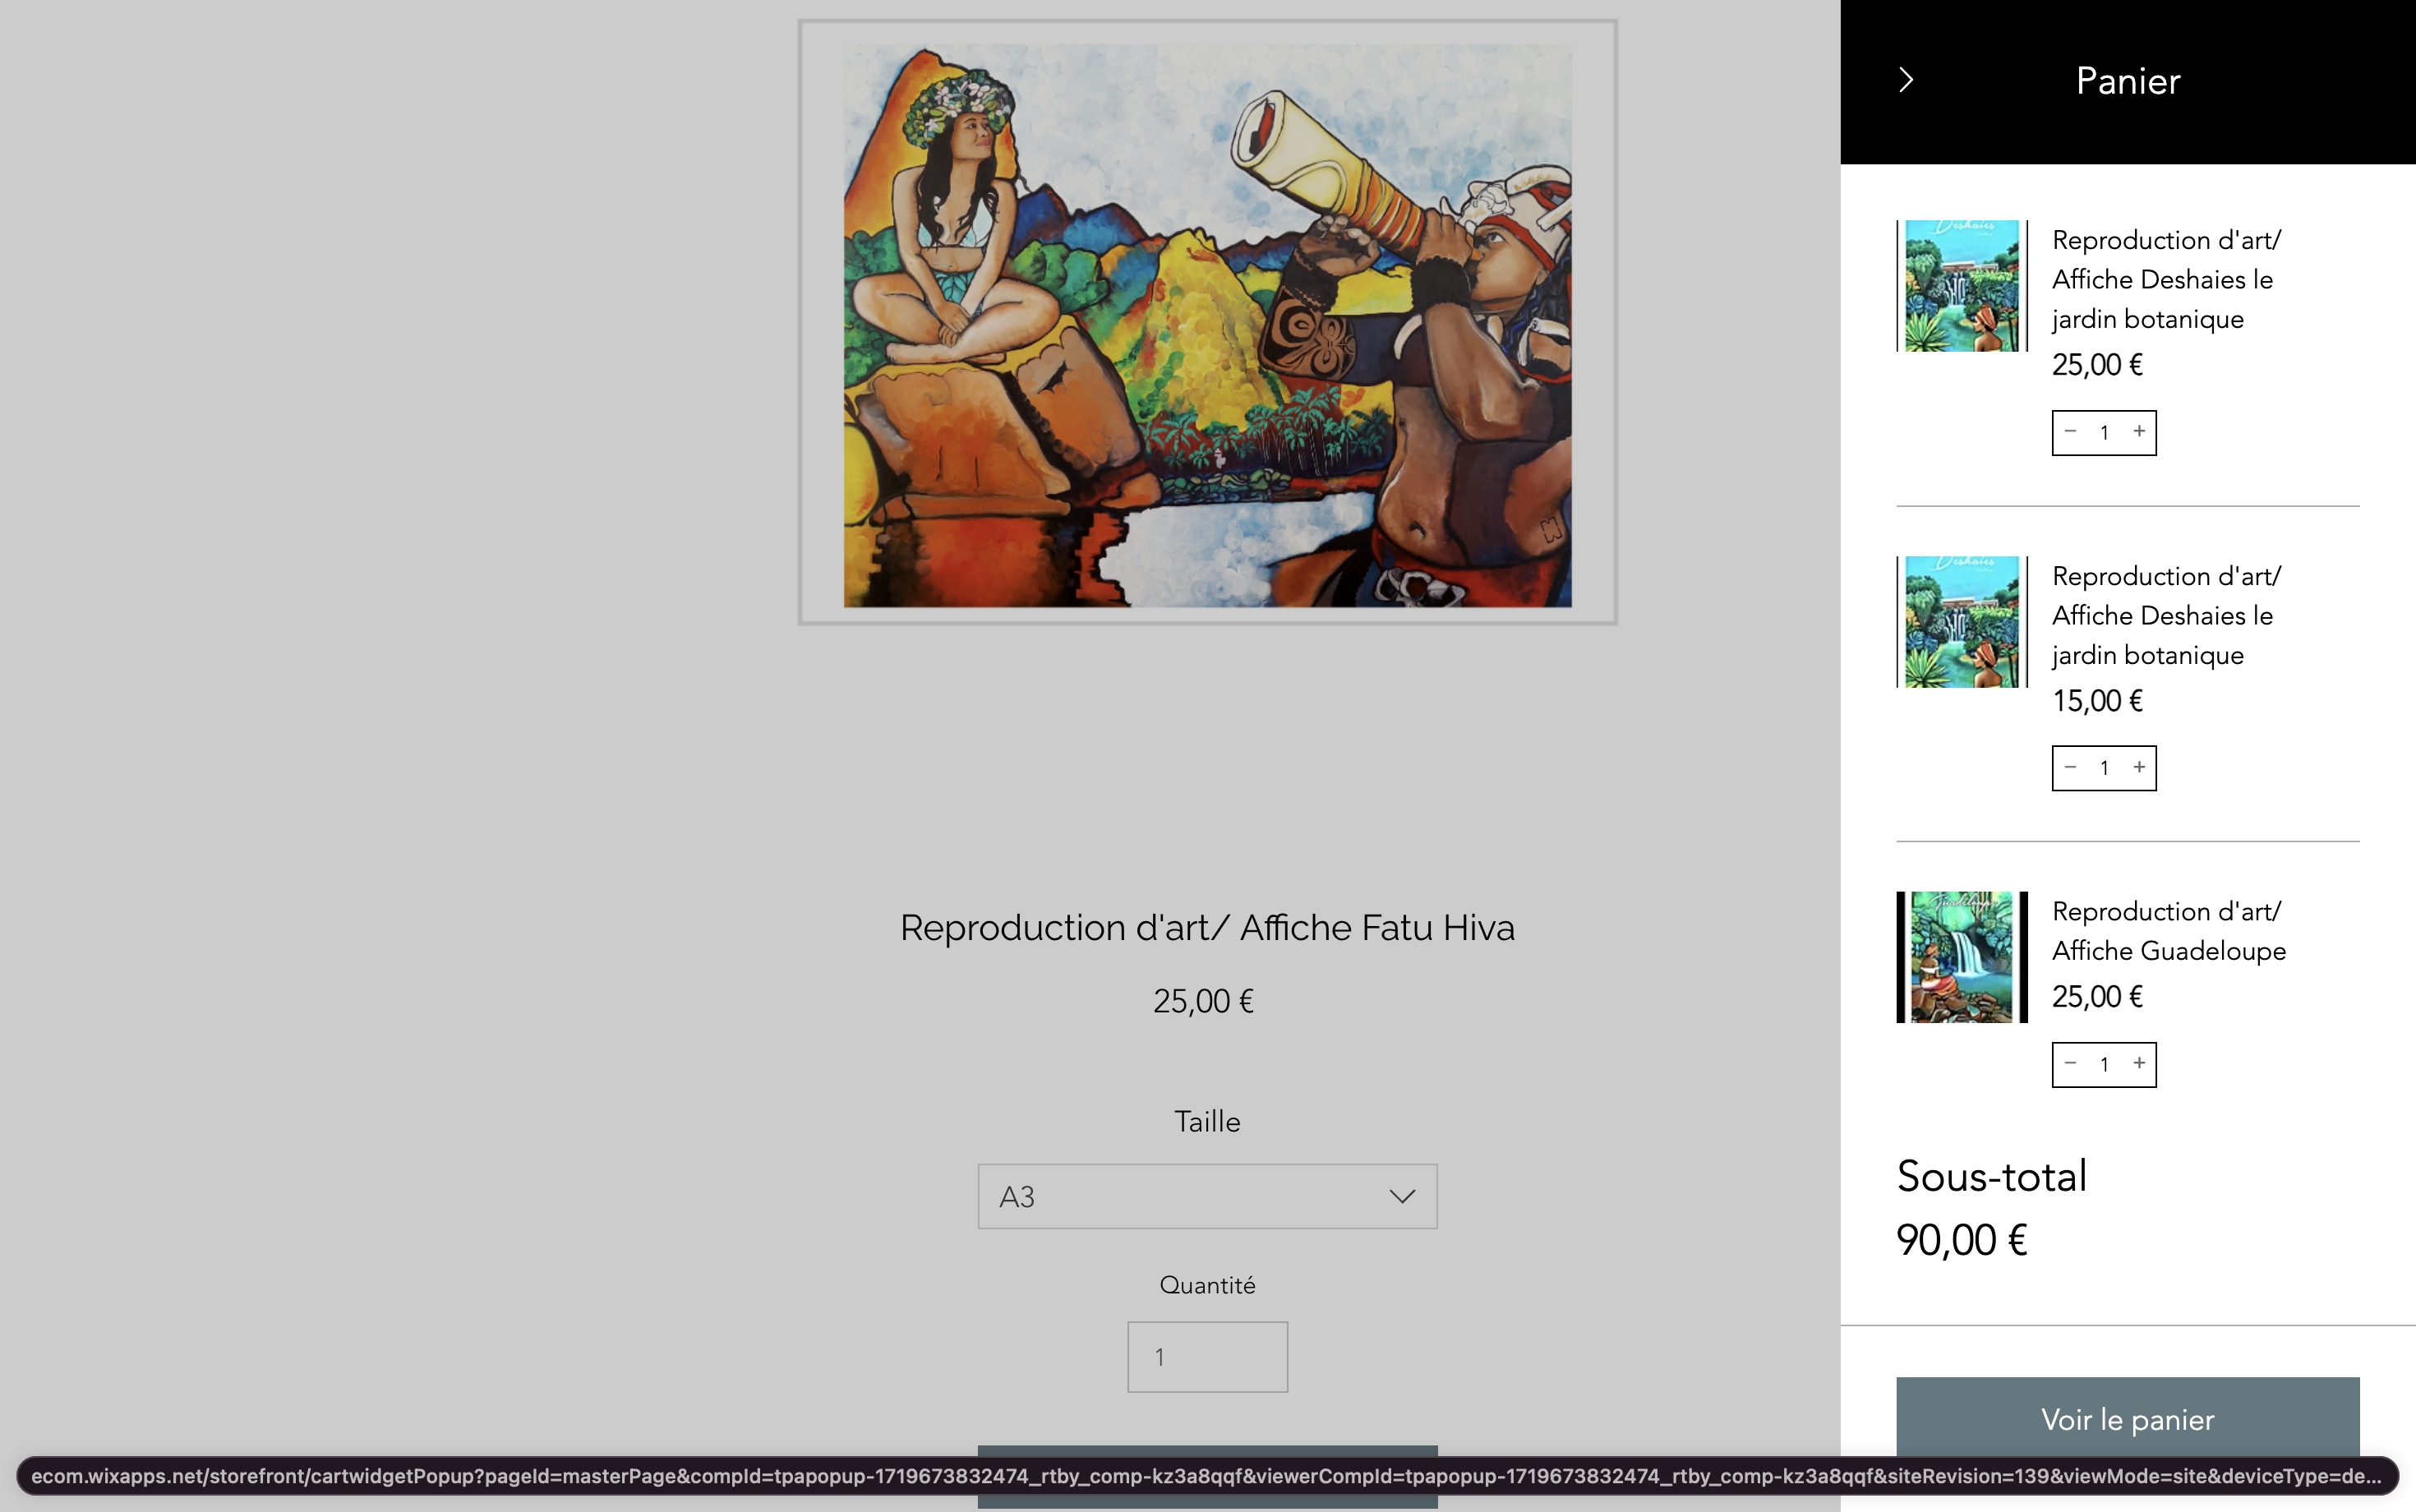 Panier
Deshaies
Reproduction d'art/
Affiche Deshaies le
jardin botanique
25,00 €
− 1 +
Deshaies
Reproduction d'art/
Affiche Deshaies le
jardin botanique
15,00 €
− 1 +
Guadeloupe
Reproduction d'art/
Affiche Guadeloupe
25,00 €
− 1 +
Sous-total
90,00 €
Voir le panier
Reproduction d'art/ Affiche Fatu Hiva
25,00 €
Taille
A3
Quantité
1
ecom.wixapps.net/storefront/cartwidgetPopup?pageId=masterPage&compId=tpapopup-1719673832474_rtby_comp-kz3a8qqf&viewerCompId=tpapopup-1719673832474_rtby_comp-kz3a8qqf&siteRevision=139&viewMode=site&deviceType=de...